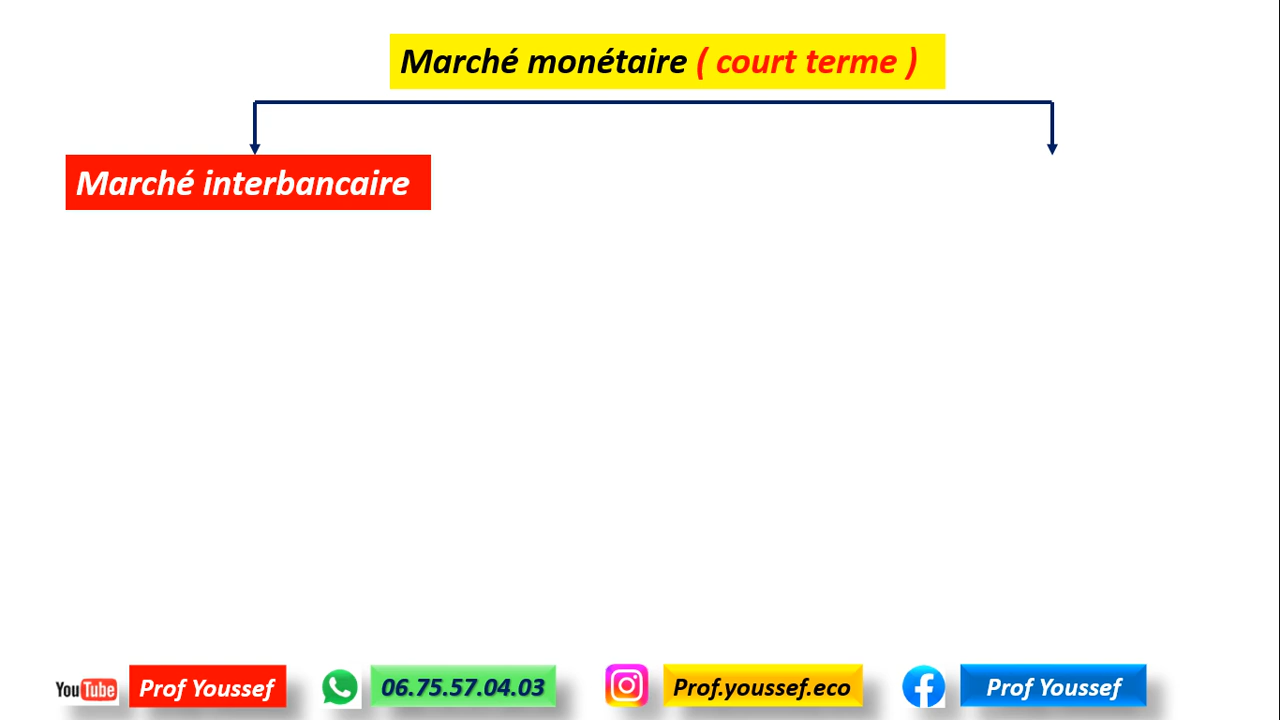 Marché monétaire ( court terme )
Marché interbancaire
YouTube Prof Youssef 06.75.57.04.03 Prof.youssef.eco Prof Youssef